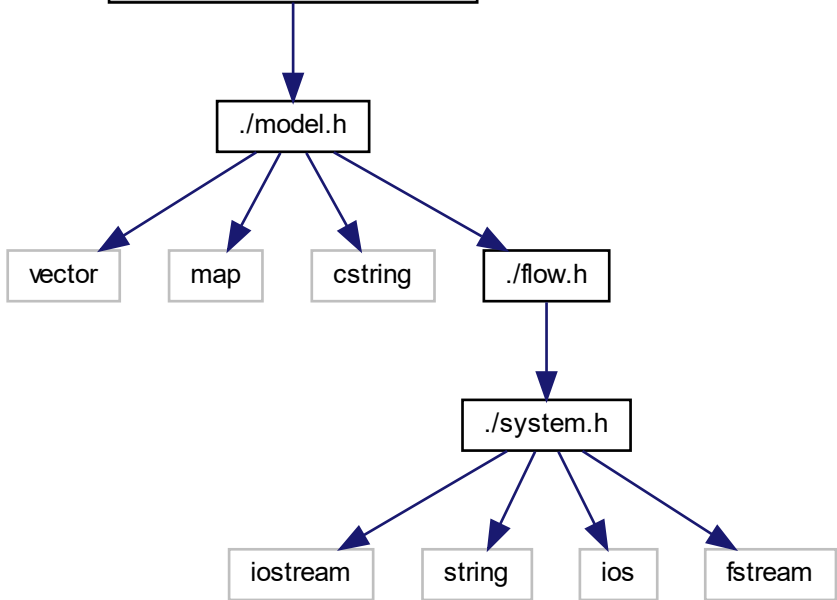 ./model.h
vector
map
cstring
./flow.h
./system.h
iostream
string
ios
fstream